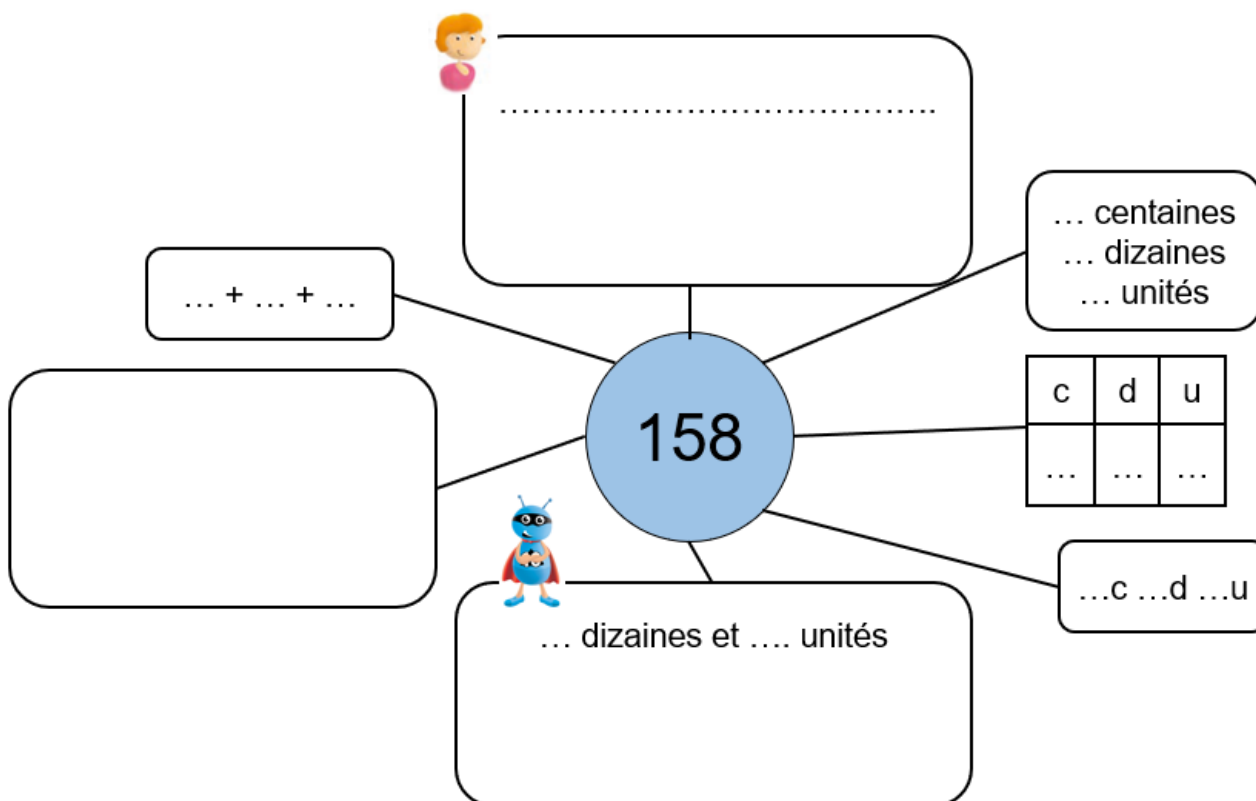 …………………………………….
… centaines
… dizaines
… unités
… + … + …
c d u
… … …
158
…c …d …u
… dizaines et …. unités